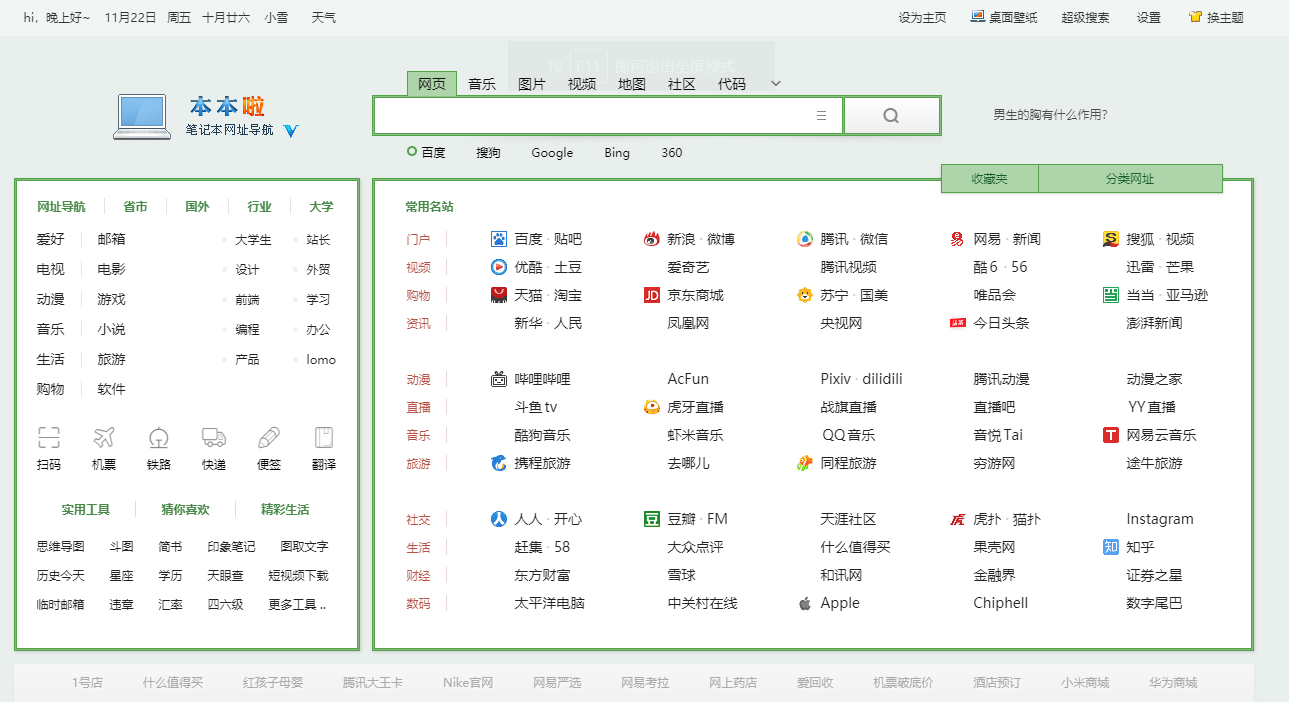 hi，晚上好~ 11月22日 周五 十月廿六 小雪 天气 设为主页 桌面壁纸 超级搜索 设置 换主题
按 F11 即可退出全屏模式
网页 音乐 图片 视频 地图 社区 代码
本本啦
笔记本网址导航
男生的胸有什么作用?
百度 搜狗 Google Bing 360
收藏夹 分类网址
网址导航 省市 国外 行业 大学
爱好 邮箱 大学生 站长
电视 电影 设计 外贸
动漫 游戏 前端 学习
音乐 小说 编程 办公
生活 旅游 产品 lomo
购物 软件
扫码 机票 铁路 快递 便签 翻译
实用工具 猜你喜欢 精彩生活
思维导图 斗图 简书 印象笔记 图取文字
历史今天 星座 学历 天眼查 短视频下载
临时邮箱 违章 汇率 四六级 更多工具 ..
常用名站
门户 百度 · 贴吧 新浪 · 微博 腾讯 · 微信 网易 · 新闻 搜狐 · 视频
视频 优酷 · 土豆 爱奇艺 腾讯视频 酷6 · 56 迅雷 · 芒果
购物 天猫 · 淘宝 JD 京东商城 苏宁 · 国美 唯品会 当 当当 · 亚马逊
资讯 新华 · 人民 凤凰网 央视网 头条 今日头条 澎湃新闻
动漫 哔哩哔哩 AcFun Pixiv · dilidili 腾讯动漫 动漫之家
直播 斗鱼tv 虎牙直播 战旗直播 直播吧 YY直播
音乐 酷狗音乐 虾米音乐 QQ音乐 音悦Tai T 网易云音乐
旅游 携程旅游 去哪儿 同程旅游 穷游网 途牛旅游
社交 人人 · 开心 豆 豆瓣 · FM 天涯社区 虎 虎扑 · 猫扑 Instagram
生活 赶集 · 58 大众点评 什么值得买 果壳网 知 知乎
财经 东方财富 雪球 和讯网 金融界 证券之星
数码 太平洋电脑 中关村在线 Apple Chiphell 数字尾巴
1号店 什么值得买 红孩子母婴 腾讯大王卡 Nike官网 网易严选 网易考拉 网上药店 爱回收 机票破底价 酒店预订 小米商城 华为商城